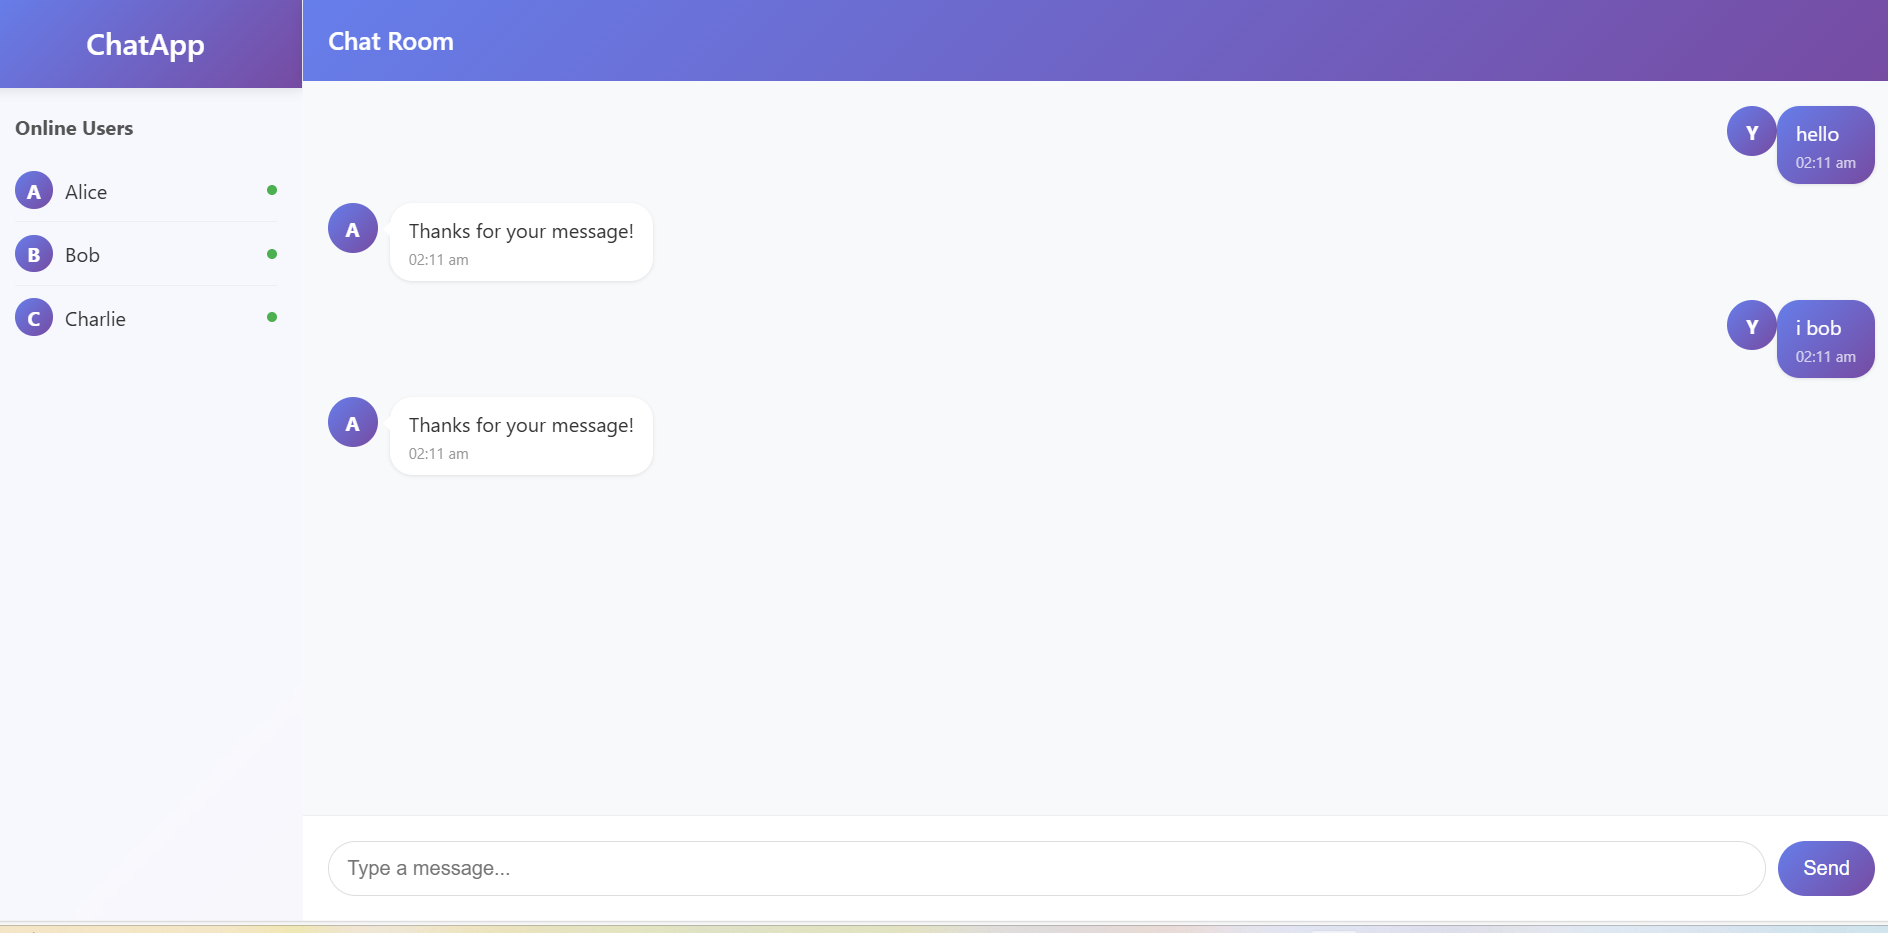 ChatApp
Online Users
A Alice
B Bob
C Charlie
Chat Room
Y hello
02:11 am
A Thanks for your message!
02:11 am
Y i bob
02:11 am
A Thanks for your message!
02:11 am
Type a message...
Send